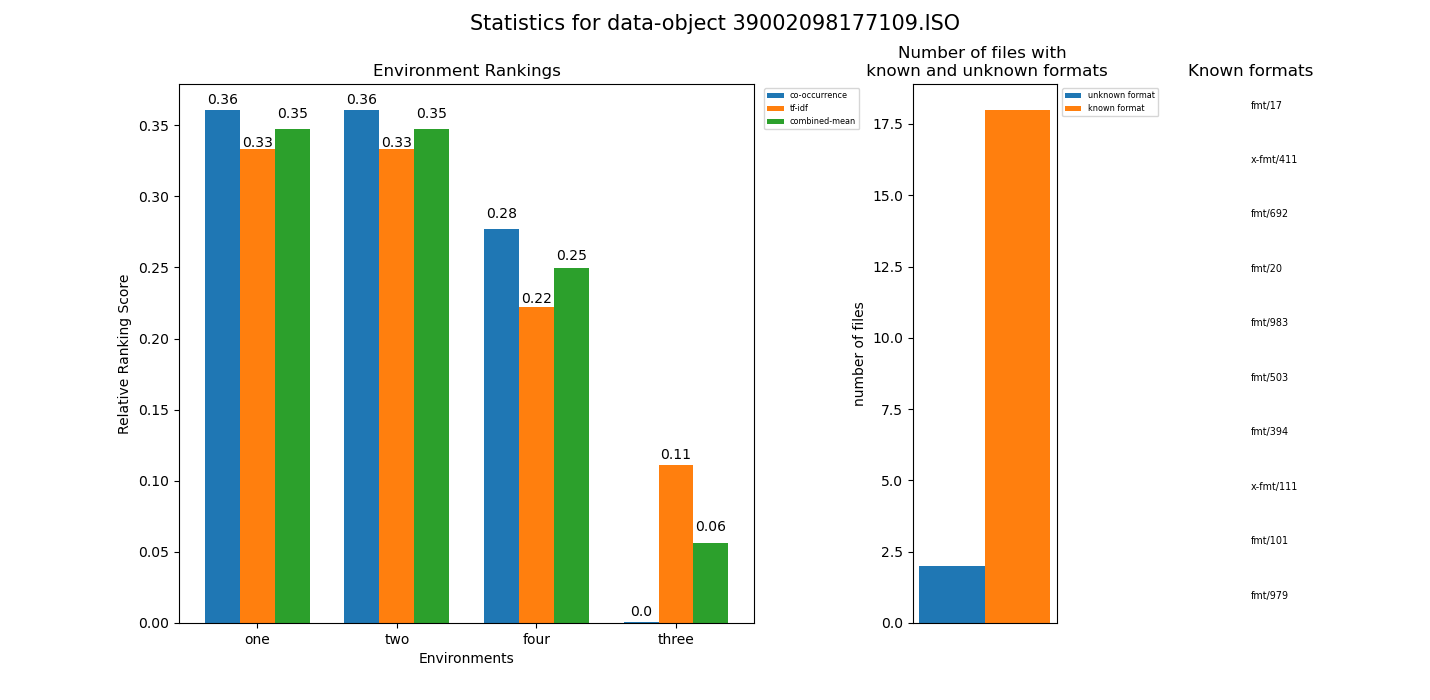 Statistics for data-object 39002098177109.ISO
Environment Rankings
Relative Ranking Score
0.35
0.30
0.25
0.20
0.15
0.10
0.05
0.00
0.36
0.33
0.35
0.36
0.33
0.35
0.28
0.22
0.25
0.0
0.11
0.06
one
two
four
three
Environments
co-occurrence
tf-idf
combined-mean
Number of files with
known and unknown formats
number of files
17.5
15.0
12.5
10.0
7.5
5.0
2.5
0.0
unknown format
known format
Known formats
fmt/17
x-fmt/411
fmt/692
fmt/20
fmt/983
fmt/503
fmt/394
x-fmt/111
fmt/101
fmt/979